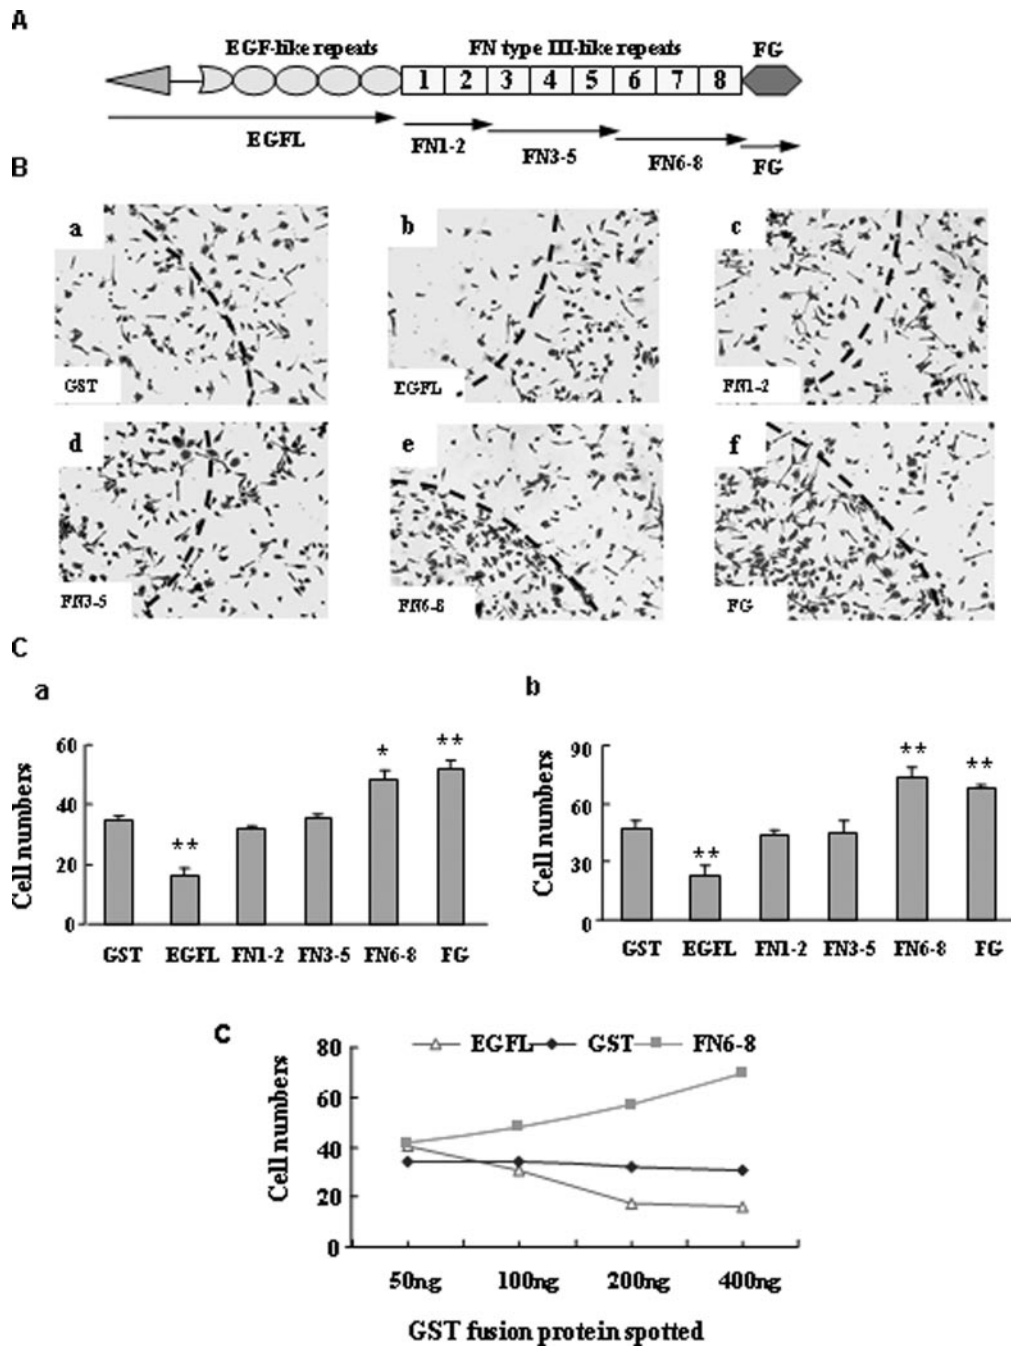 A
EGF-like repeats FN type III-like repeats FG
1 2 3 4 5 6 7 8
EGFL FN1-2 FN3-5 FN6-8 FG
B
a b c
GST EGFL FN1-2
d e f
FN3-5 FN6-8 FG
C
a b
60 40 20 0
Cell numbers
** * **
GST EGFL FN1-2 FN3-5 FN6-8 FG
90 60 30 0
Cell numbers
** ** **
GST EGFL FN1-2 FN3-5 FN6-8 FG
c
EGFL GST FN6-8
80 60 40 20 0
Cell numbers
50ng 100ng 200ng 400ng
GST fusion protein spotted